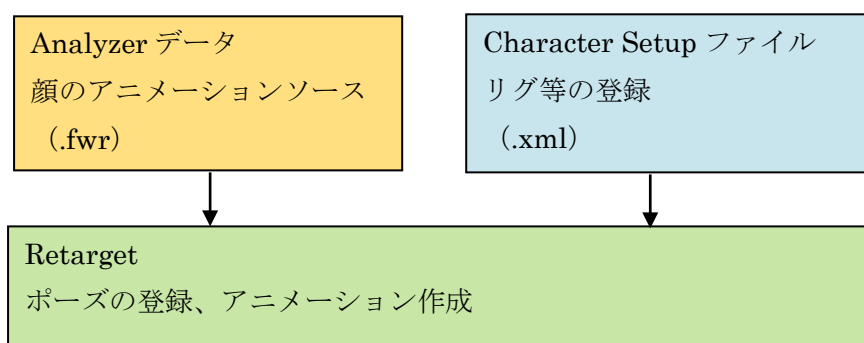 Analyzer データ
顔のアニメーションソース
（.fwr）
Character Setup ファイル
リグ等の登録
（.xml）
Retarget
ポーズの登録、アニメーション作成